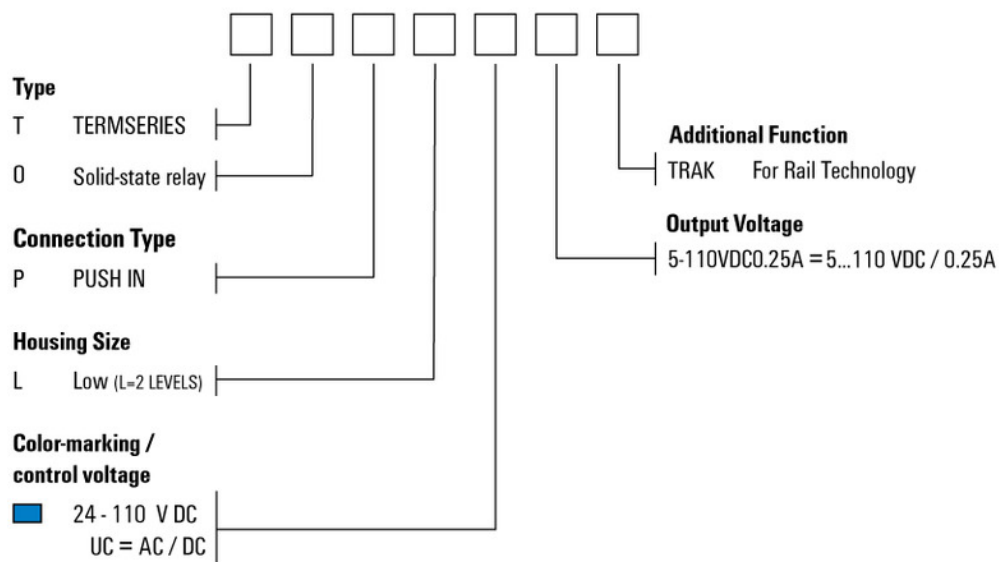 Type
T TERMSERIES
O Solid-state relay
Connection Type
P PUSH IN
Housing Size
L Low (L=2 LEVELS)
Color-marking /
control voltage
24 - 110 V DC
UC = AC / DC
Additional Function
TRAK For Rail Technology
Output Voltage
5-110VDC0.25A = 5...110 VDC / 0.25A